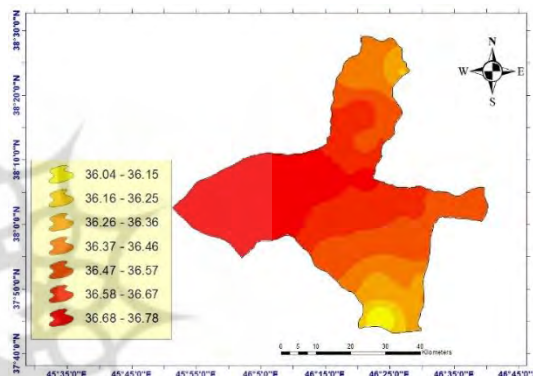 38°30'0"N
N
W E
S
38°20'0"N
38°10'0"N
36.04 - 36.15
36.16 - 36.25
36.26 - 36.36
38°0'0"N
36.37 - 36.46
36.47 - 36.57
37°50'0"N
36.58 - 36.67
36.68 - 36.78
0 5 10 20 30 40
Kilometers
37°40'0"N
45°35'0"E 45°45'0"E 45°55'0"E 46°5'0"E 46°15'0"E 46°25'0"E 46°35'0"E 46°45'0"E